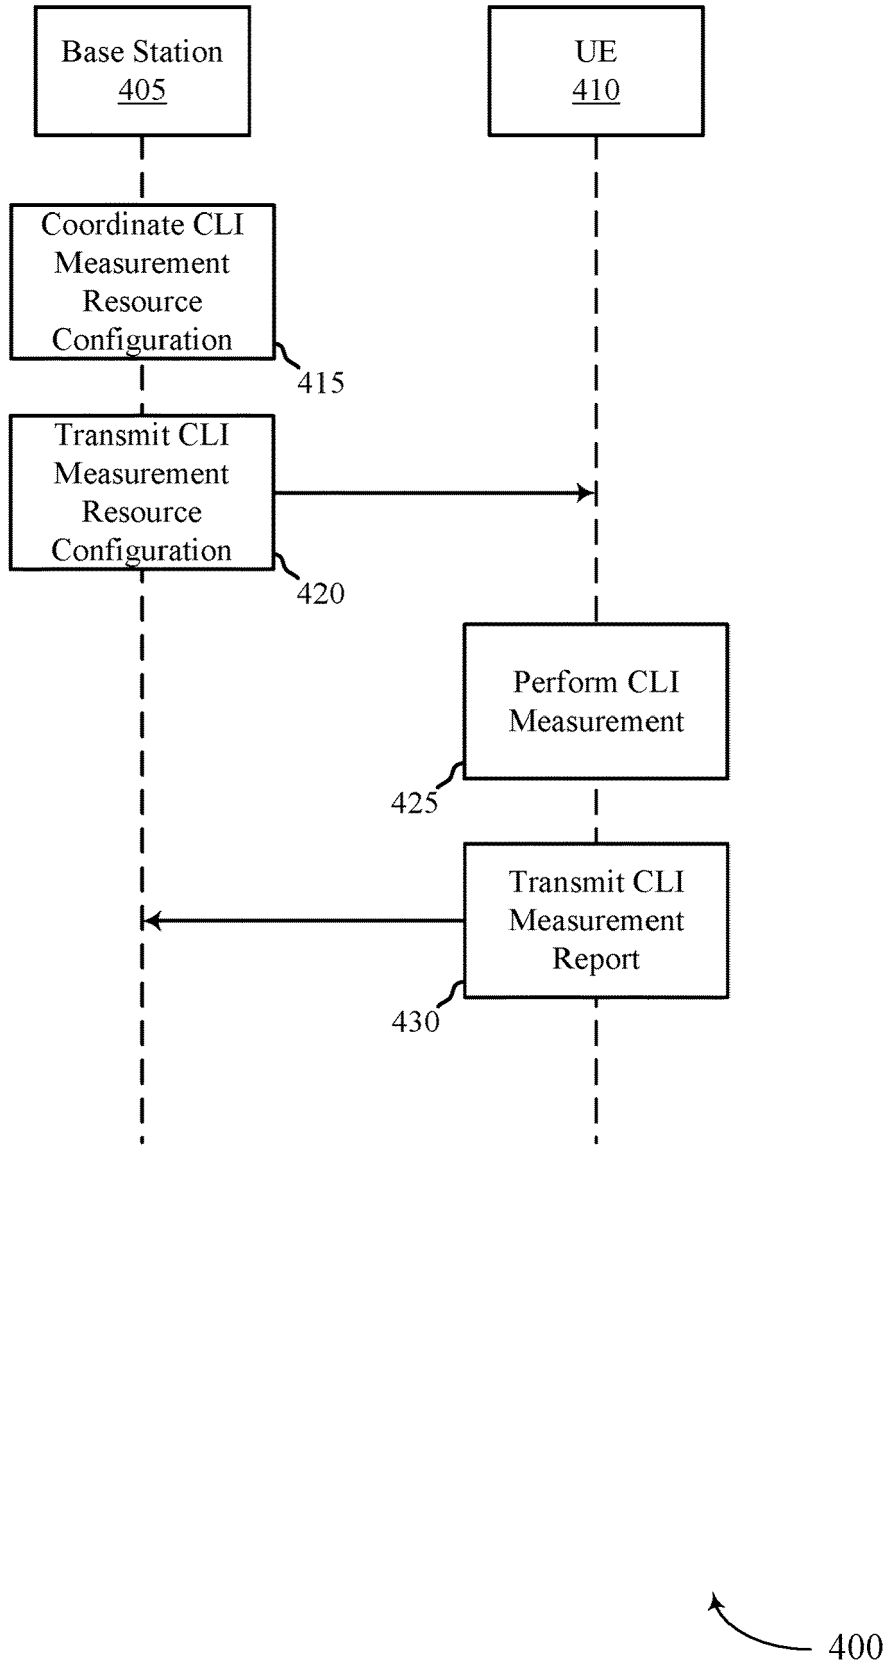 Base Station
405
UE
410
Coordinate CLI
Measurement
Resource
Configuration
415
Transmit CLI
Measurement
Resource
Configuration
420
Perform CLI
Measurement
425
Transmit CLI
Measurement
Report
430
400